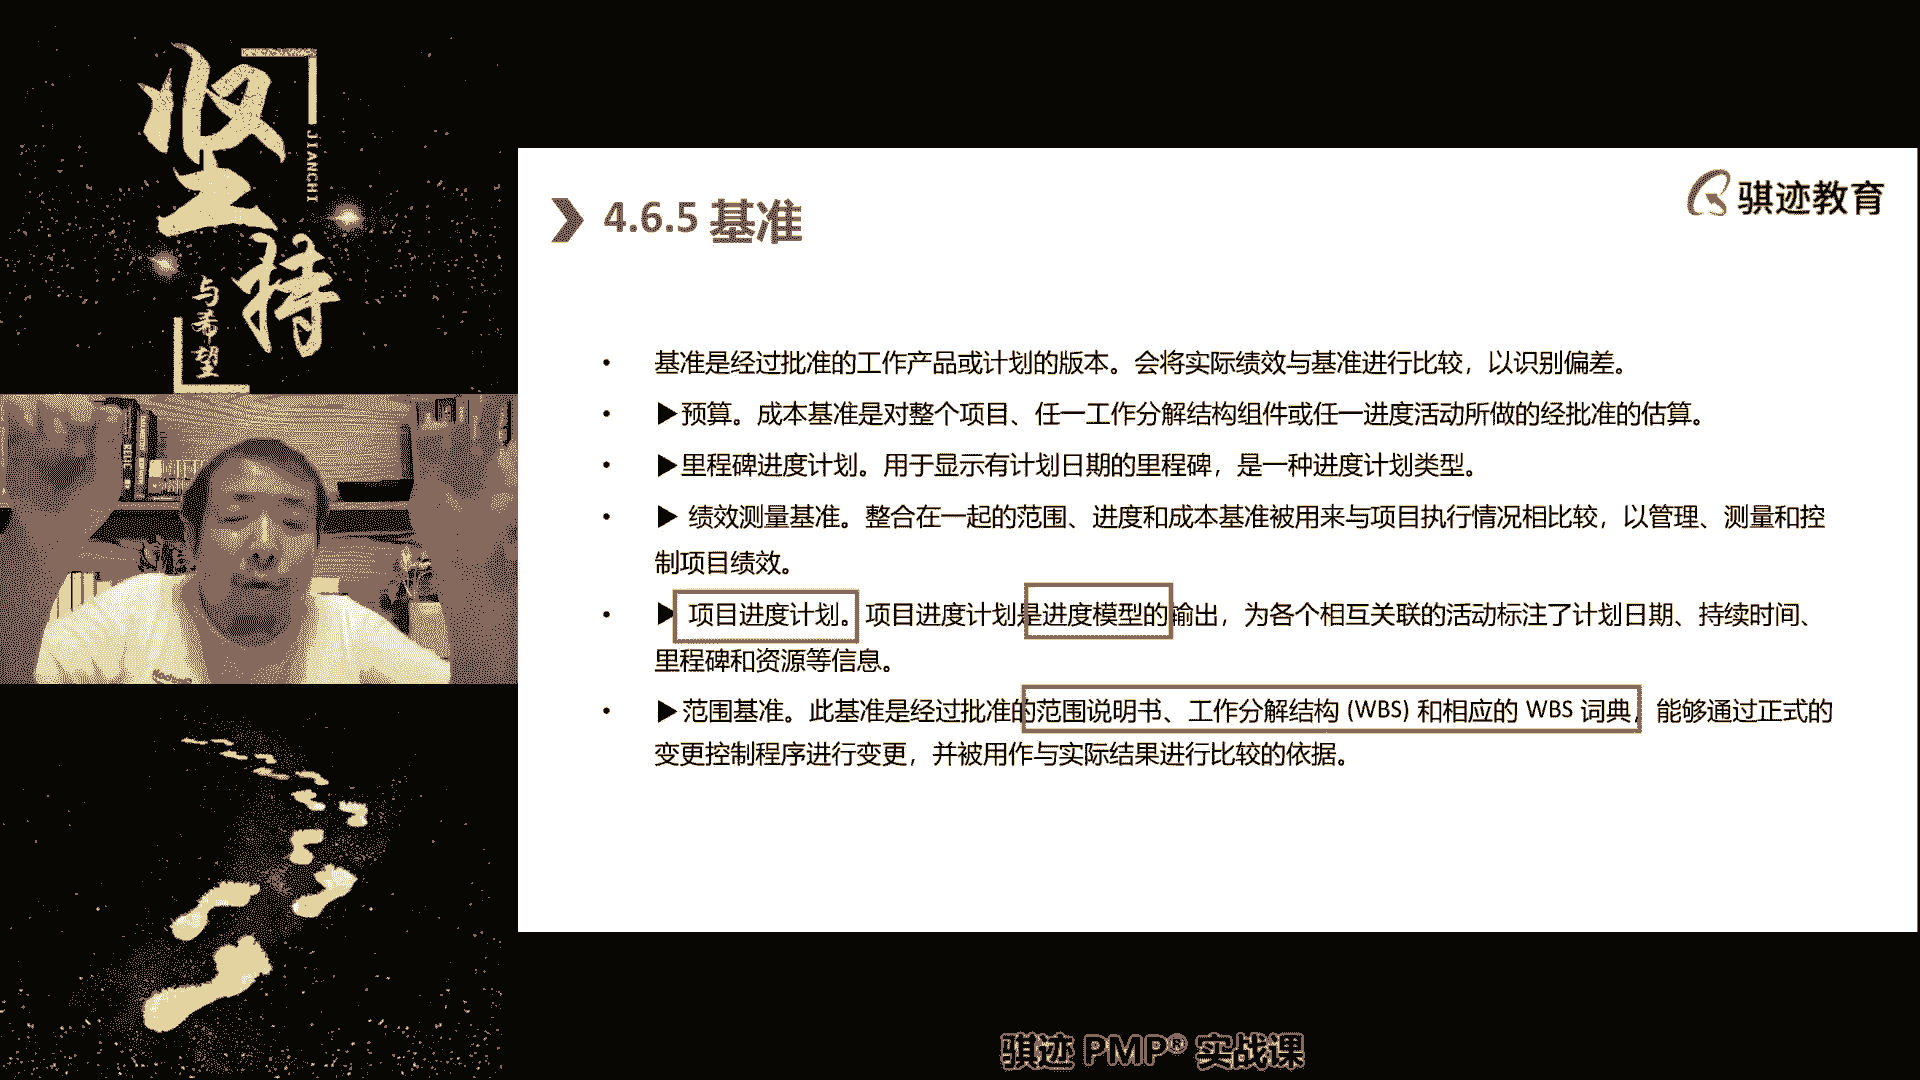 坚持
JIANCHI
与希望
骐迹教育
4.6.5 基准
• 基准是经过批准的工作产品或计划的版本。会将实际绩效与基准进行比较，以识别偏差。
• ▶预算。成本基准是对整个项目、任一工作分解结构组件或任一进度活动所做的经批准的估算。
• ▶里程碑进度计划。用于显示有计划日期的里程碑，是一种进度计划类型。
• ▶ 绩效测量基准。整合在一起的范围、进度和成本基准被用来与项目执行情况相比较，以管理、测量和控
制项目绩效。
• ▶ 项目进度计划。项目进度计划是进度模型的输出，为各个相互关联的活动标注了计划日期、持续时间、
里程碑和资源等信息。
• ▶范围基准。此基准是经过批准的范围说明书、工作分解结构 (WBS) 和相应的 WBS 词典，能够通过正式的
变更控制程序进行变更，并被用作与实际结果进行比较的依据。
骐迹 PMP® 实战课